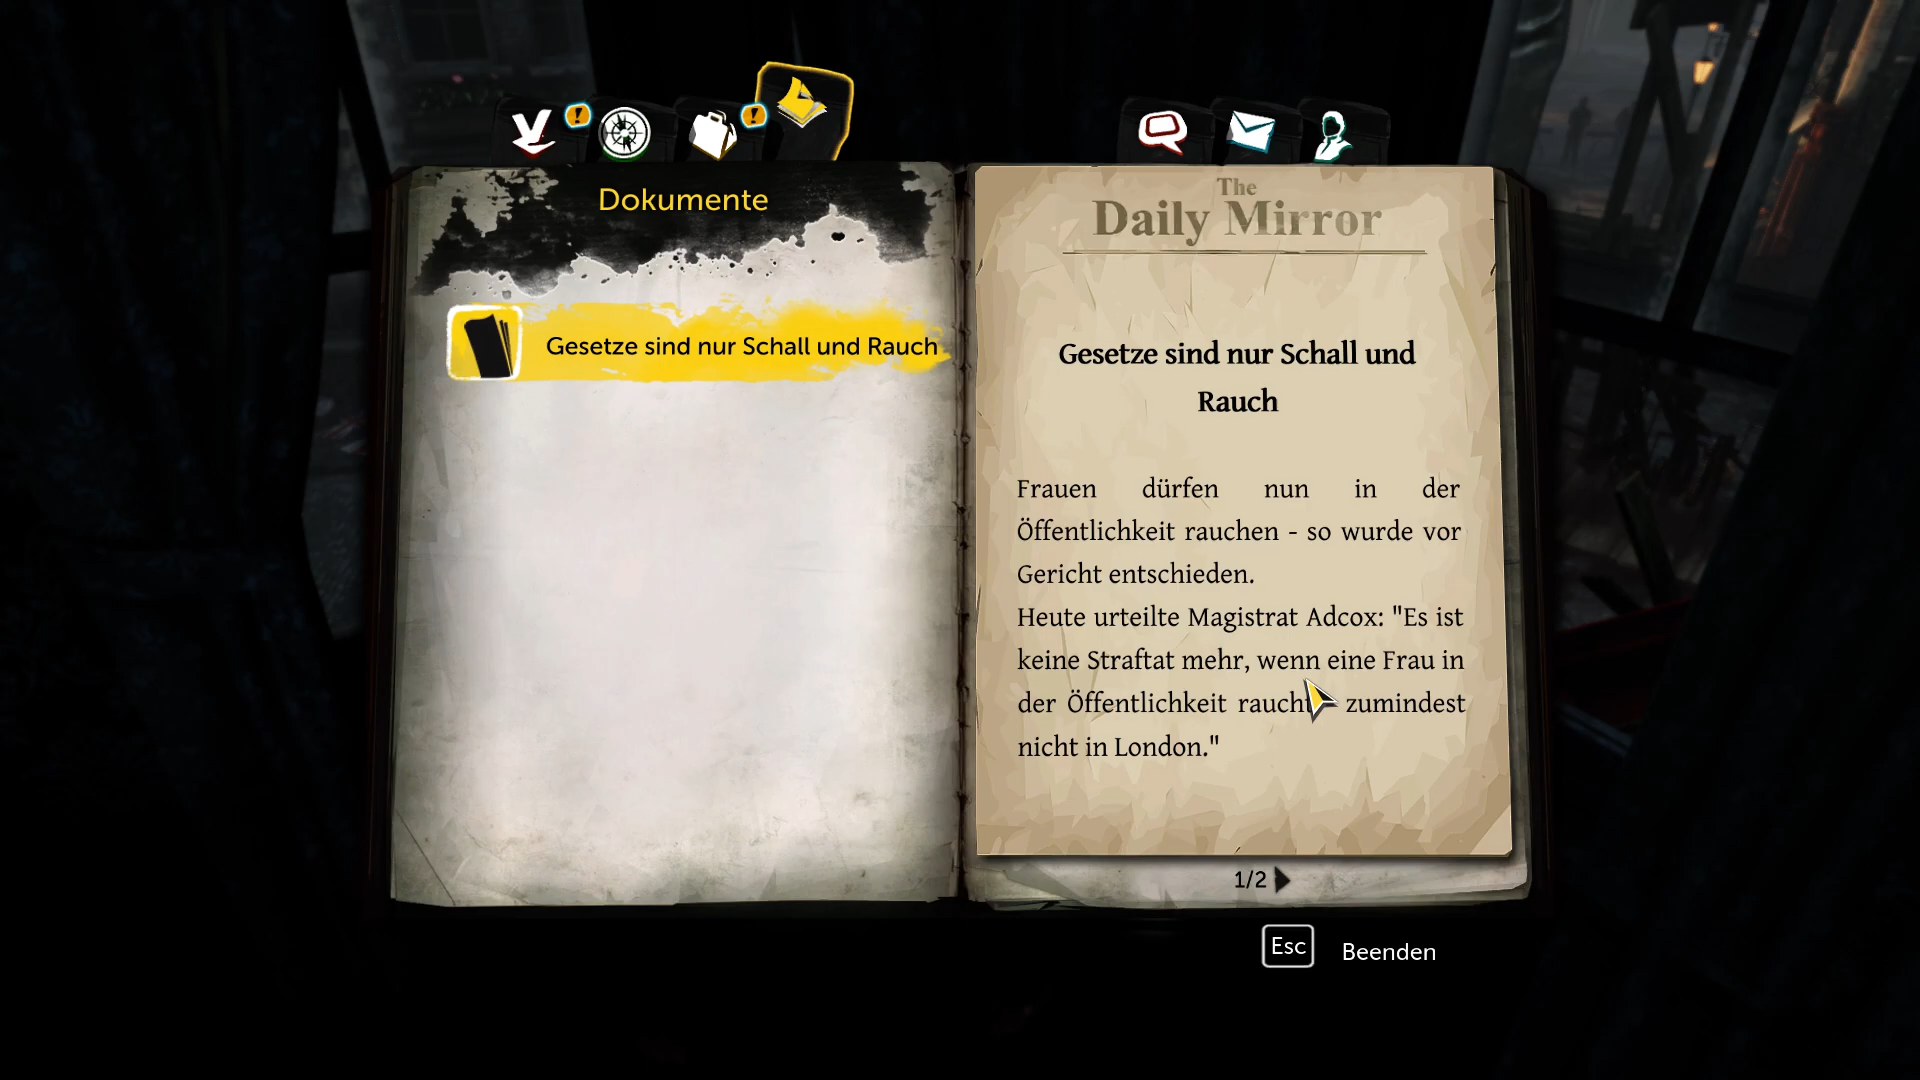 Dokumente
Gesetze sind nur Schall und Rauch
The
Daily Mirror
Gesetze sind nur Schall und
Rauch
Frauen dürfen nun in der
Öffentlichkeit rauchen - so wurde vor
Gericht entschieden.
Heute urteilte Magistrat Adcox: "Es ist
keine Straftat mehr, wenn eine Frau in
der Öffentlichkeit raucht zumindest
nicht in London."
1/2
Esc Beenden